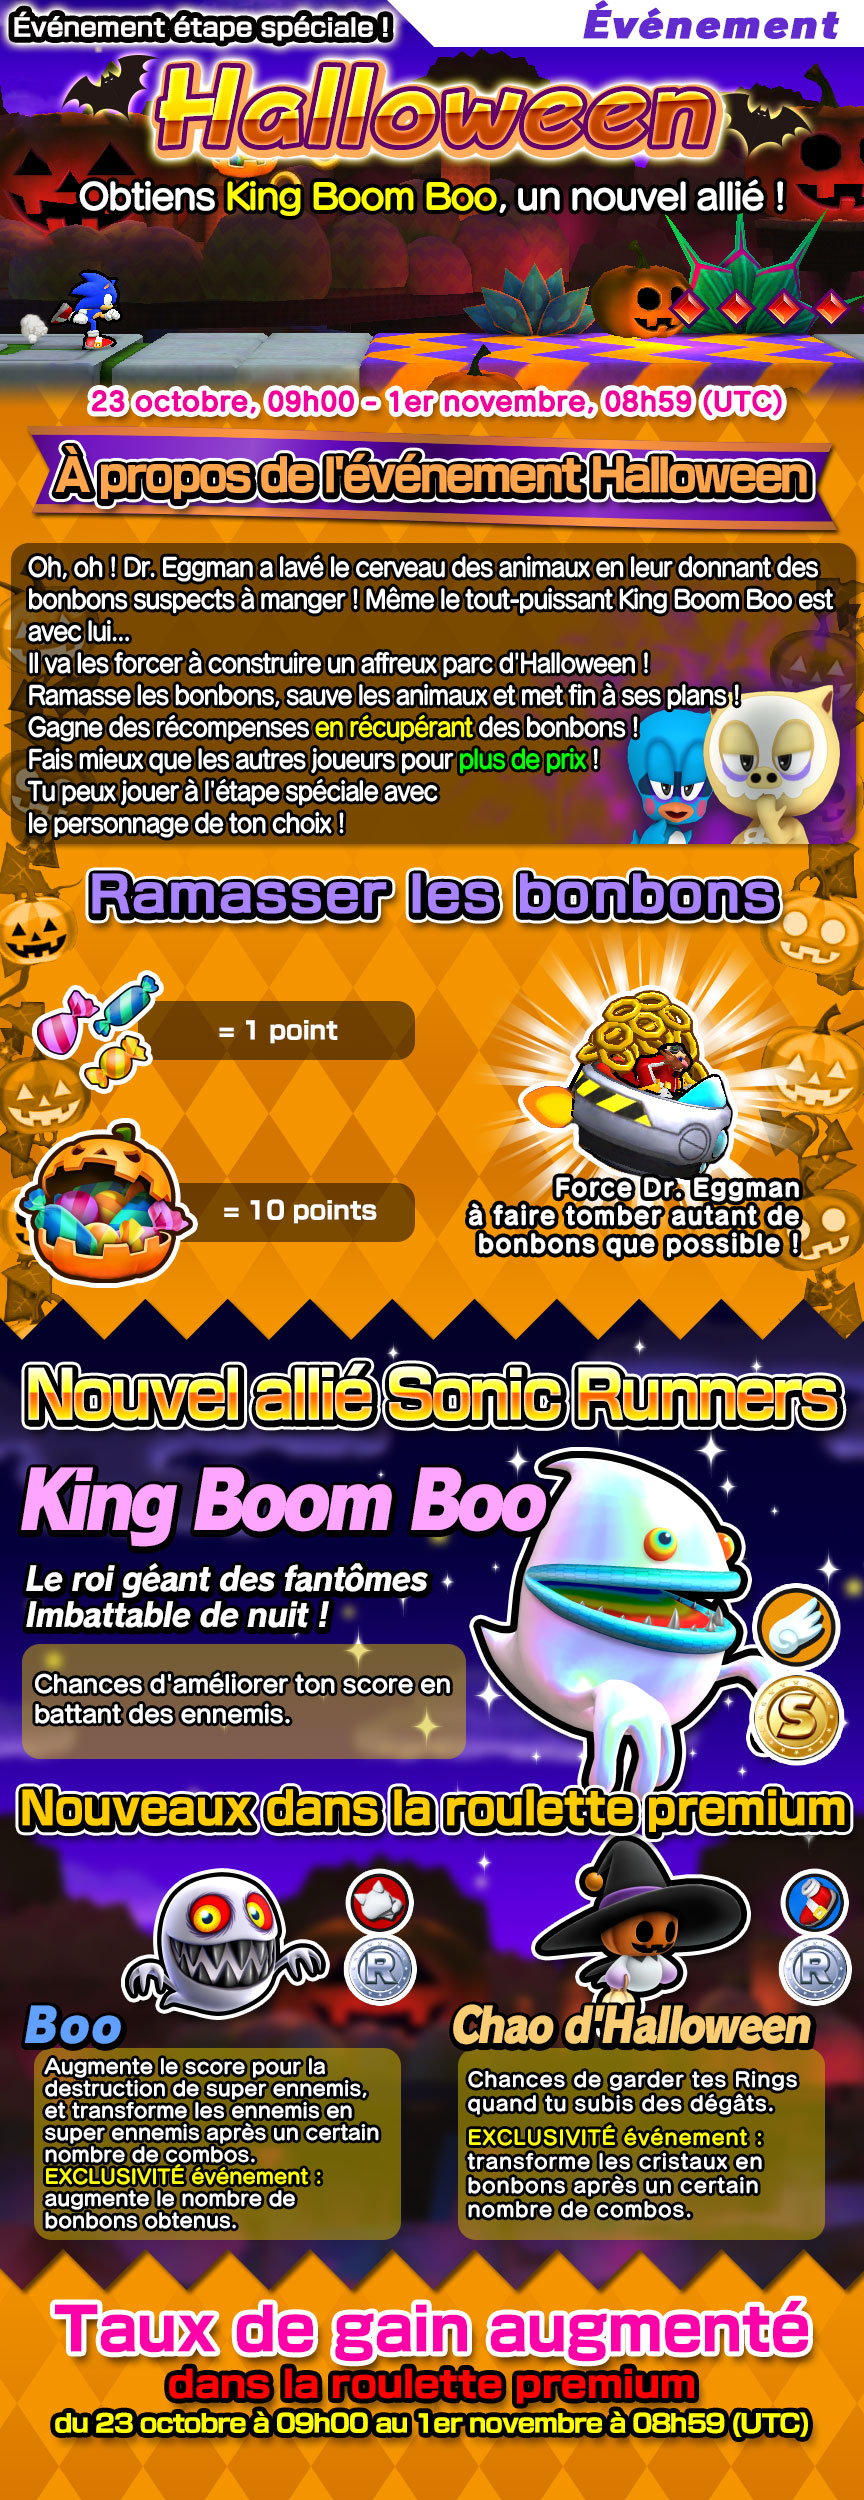 Événement étape spéciale !
Événement
Halloween
Obtiens King Boom Boo, un nouvel allié !
23 octobre, 09h00 - 1er novembre, 08h59 (UTC)
À propos de l'événement Halloween
Oh, oh ! Dr. Eggman a lavé le cerveau des animaux en leur donnant des
bonbons suspects à manger ! Même le tout-puissant King Boom Boo est
avec lui...
Il va les forcer à construire un affreux parc d'Halloween !
Ramasse les bonbons, sauve les animaux et met fin à ses plans !
Gagne des récompenses en récupérant des bonbons !
Fais mieux que les autres joueurs pour plus de prix !
Tu peux jouer à l'étape spéciale avec
le personnage de ton choix !
Ramasser les bonbons
= 1 point
= 10 points
Force Dr. Eggman
à faire tomber autant de
bonbons que possible !
Nouvel allié Sonic Runners
King Boom Boo
Le roi géant des fantômes
Imbattable de nuit !
Chances d'améliorer ton score en
battant des ennemis.
S
Nouveaux dans la roulette premium
R
Boo
Augmente le score pour la
destruction de super ennemis,
et transforme les ennemis en
super ennemis après un certain
nombre de combos.
EXCLUSIVITÉ événement :
augmente le nombre de
bonbons obtenus.
R
Chao d'Halloween
Chances de garder tes Rings
quand tu subis des dégâts.
EXCLUSIVITÉ événement :
transforme les cristaux en
bonbons après un certain
nombre de combos.
Taux de gain augmenté
dans la roulette premium
du 23 octobre à 09h00 au 1er novembre à 08h59 (UTC)